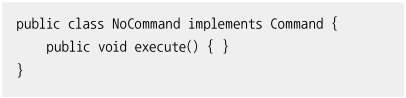 public class NoCommand implements Command {
    public void execute() { }
}